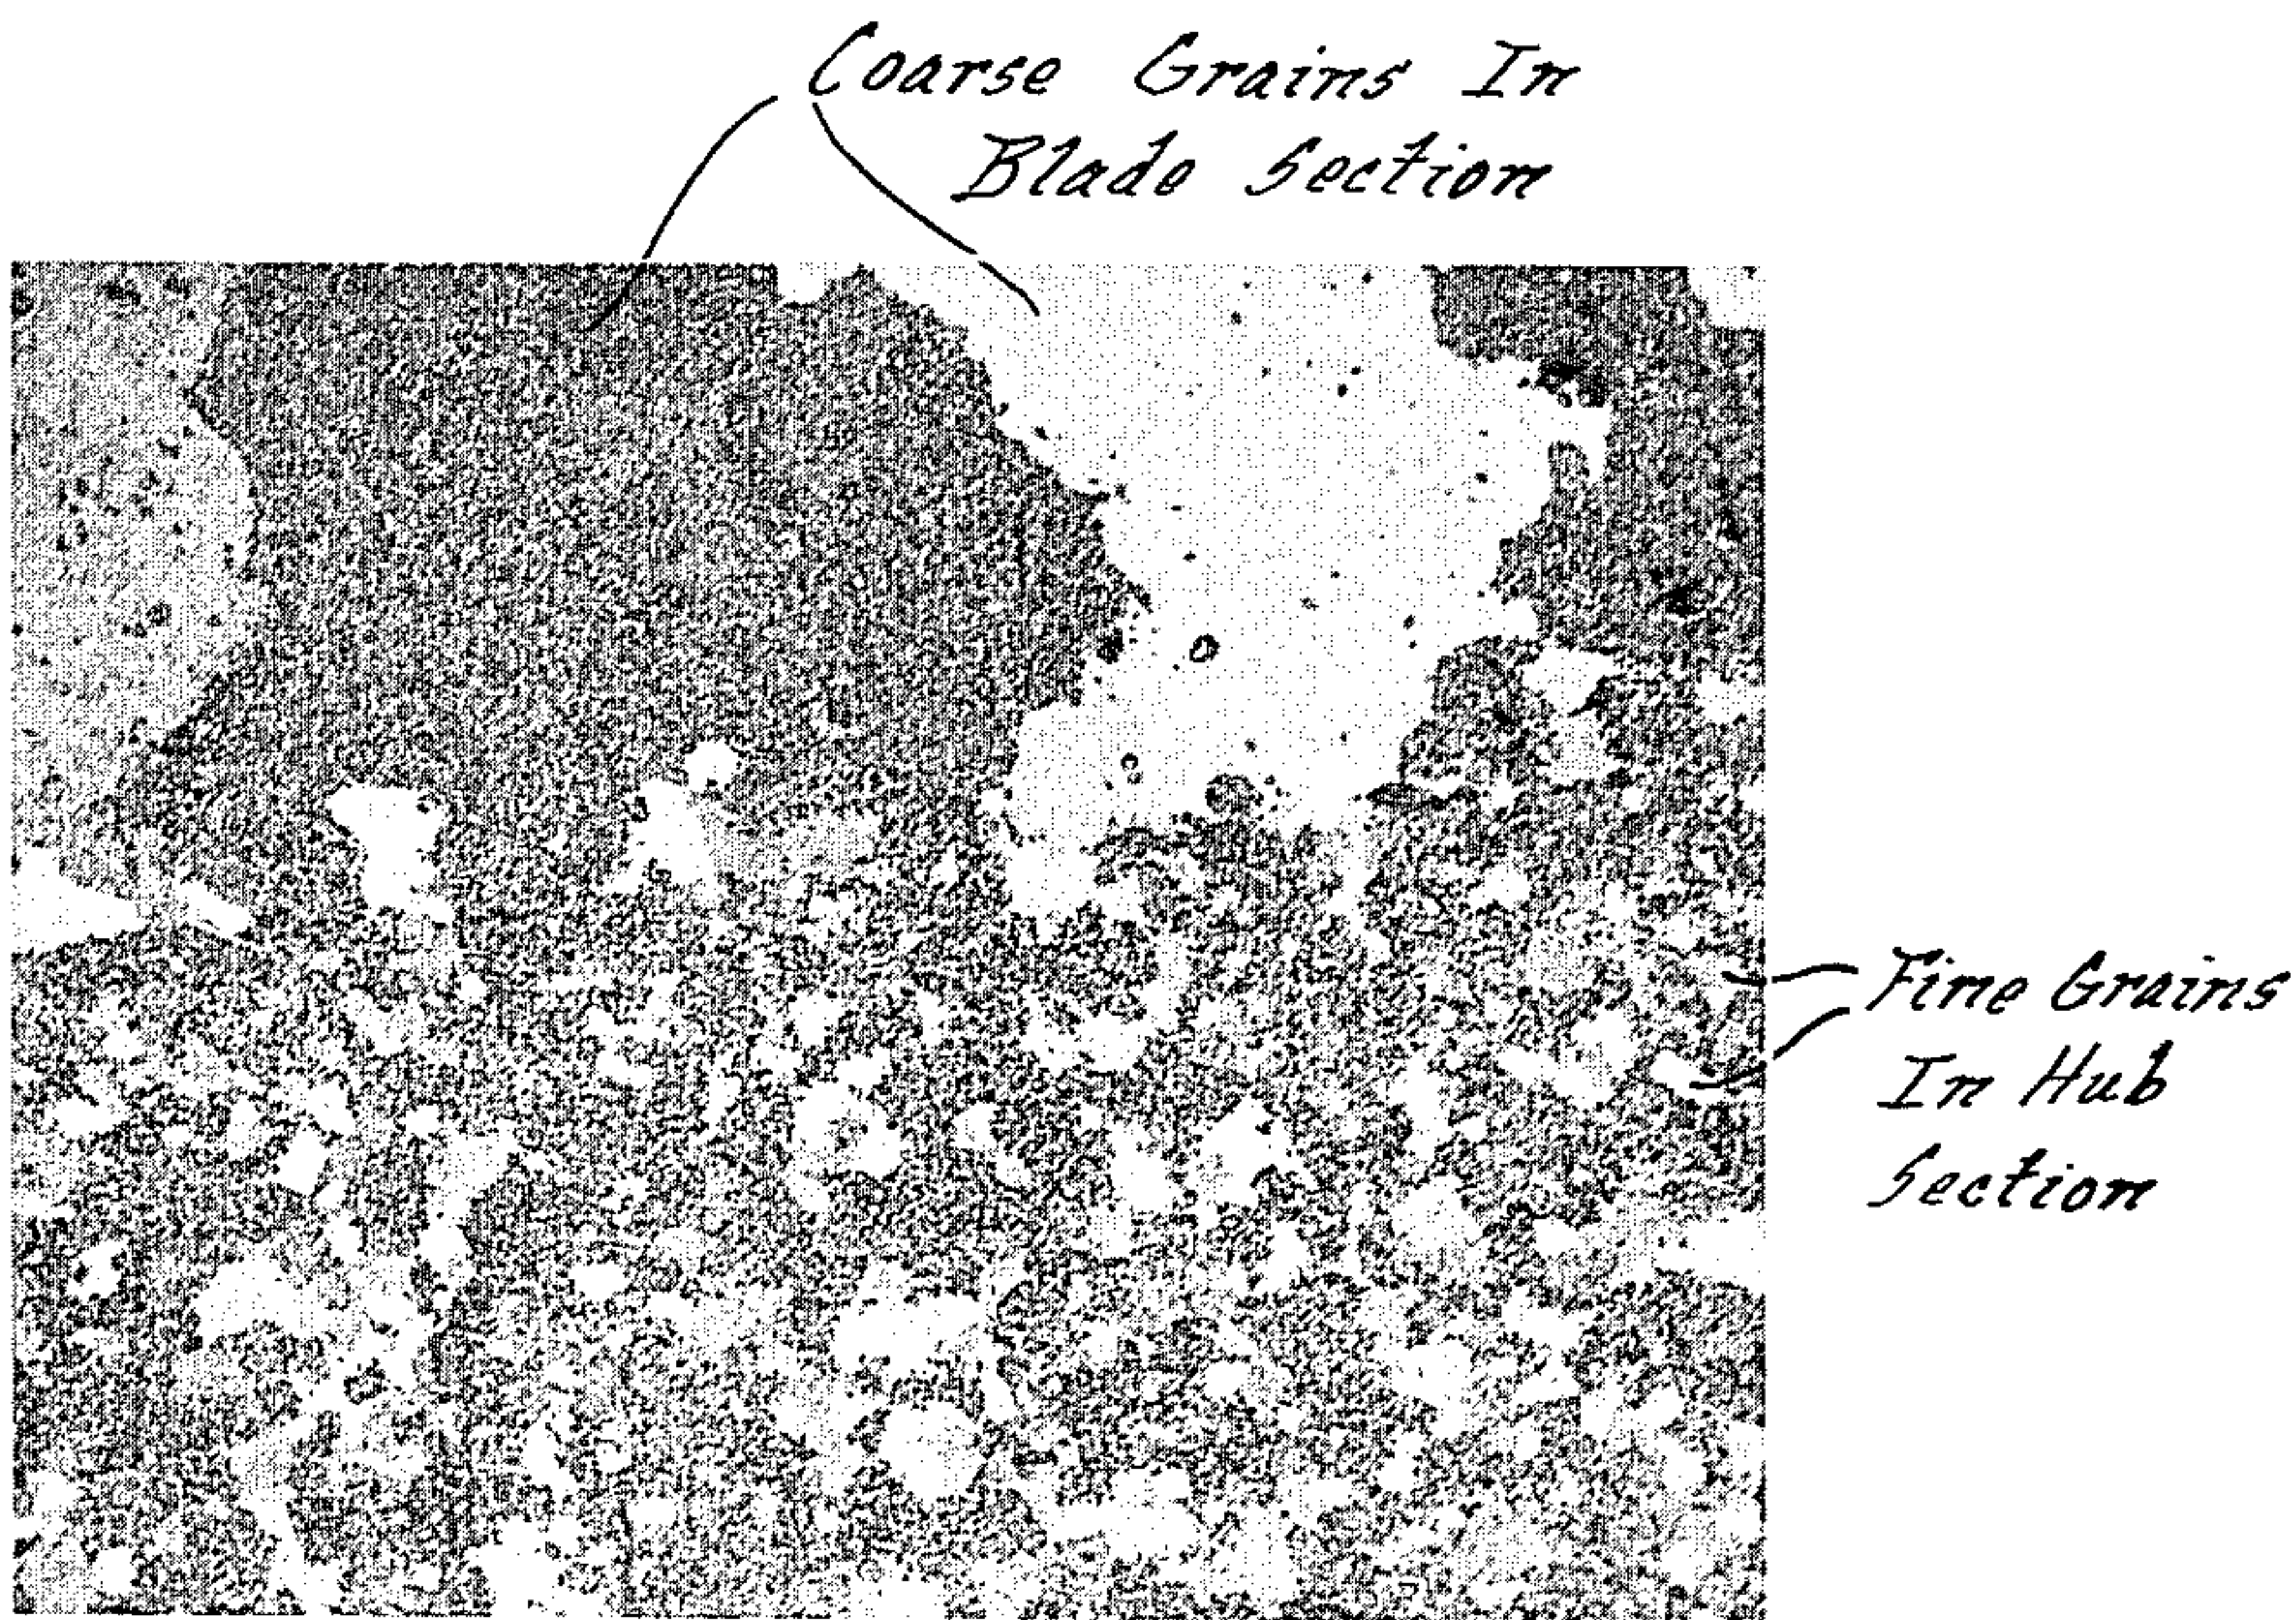 Coarse Grains In
Blade Section
Fine Grains
In Hub
Section